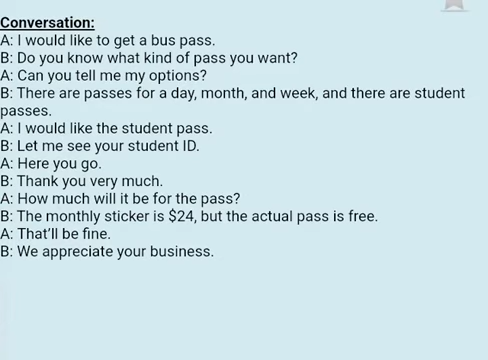 Conversation:
A: I would like to get a bus pass.
B: Do you know what kind of pass you want?
A: Can you tell me my options?
B: There are passes for a day, month, and week, and there are student
passes.
A: I would like the student pass.
B: Let me see your student ID.
A: Here you go.
B: Thank you very much.
A: How much will it be for the pass?
B: The monthly sticker is $24, but the actual pass is free.
A: That'll be fine.
B: We appreciate your business.